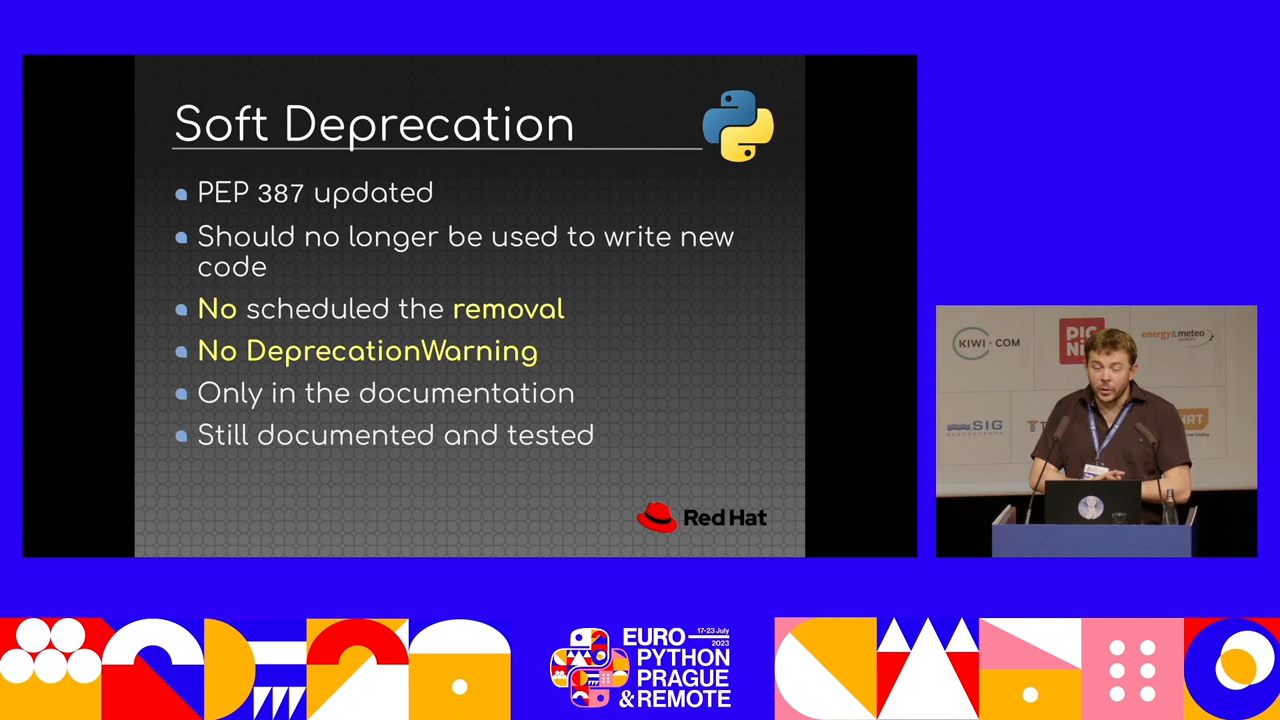 Soft Deprecation
PEP 387 updated
Should no longer be used to write new
code
No scheduled the removal
No DeprecationWarning
Only in the documentation
Still documented and tested
Red Hat
KIWI.COM
energy & meteo
systems
SIG
17-23 July
2023
EURO
PYTHON
PRAGUE
& REMOTE